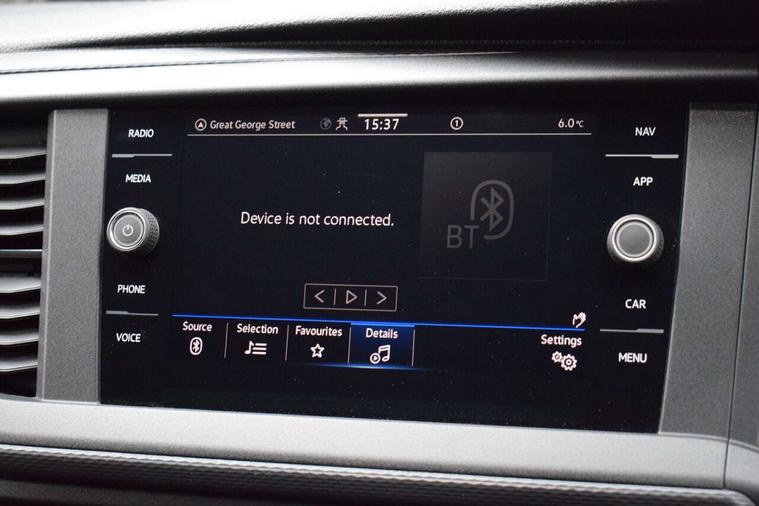 RADIO
MEDIA
PHONE
VOICE
Great George Street
15:37
1
6.0°C
Device is not connected.
BT
Source
Selection
Favourites
Details
Settings
NAV
APP
CAR
MENU